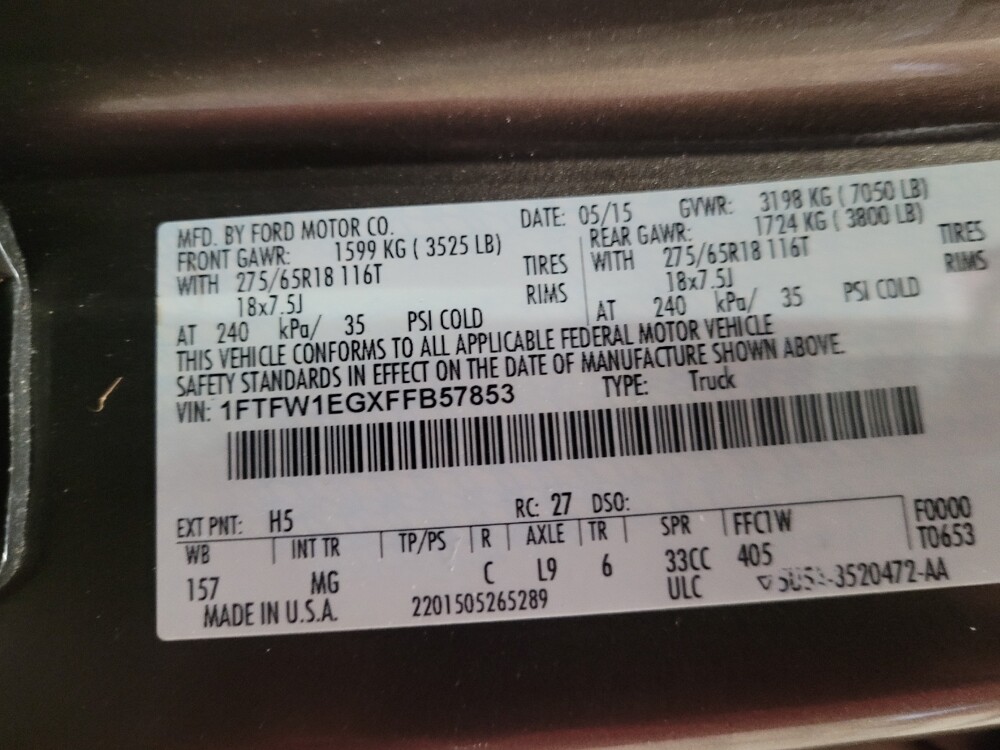 MFD. BY FORD MOTOR CO. DATE: 05/15 GVWR: 3198 KG ( 7050 LB)
FRONT GAWR: 1599 KG ( 3525 LB) REAR GAWR: 1724 KG ( 3800 LB)
WITH 275/65R18 116T TIRES WITH 275/65R18 116T TIRES
18x7.5J RIMS 18x7.5J RIMS
AT 240 kPa/ 35 PSI COLD AT 240 kPa/ 35 PSI COLD
THIS VEHICLE CONFORMS TO ALL APPLICABLE FEDERAL MOTOR VEHICLE
SAFETY STANDARDS IN EFFECT ON THE DATE OF MANUFACTURE SHOWN ABOVE.
VIN: 1FTFW1EGXFFB57853 TYPE: Truck
EXT PNT: H5 RC: 27 DSO: F0000
WB INT TR TP/PS R AXLE TR SPR FFC1W T0653
157 MG C L9 6 33CC 405
MADE IN U.S.A. 2201505265289 ULC